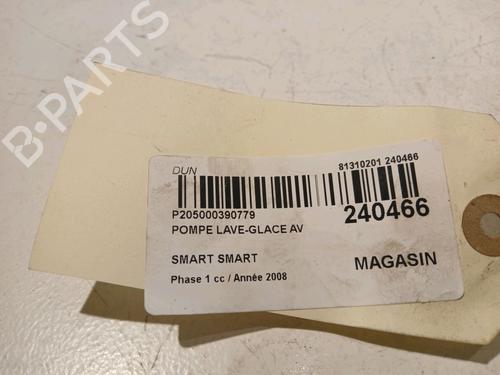 B-PARTS
DUN
81310201 240466
P205000390779
240466
POMPE LAVE-GLACE AV
SMART SMART
MAGASIN
Phase 1 cc / Année 2008